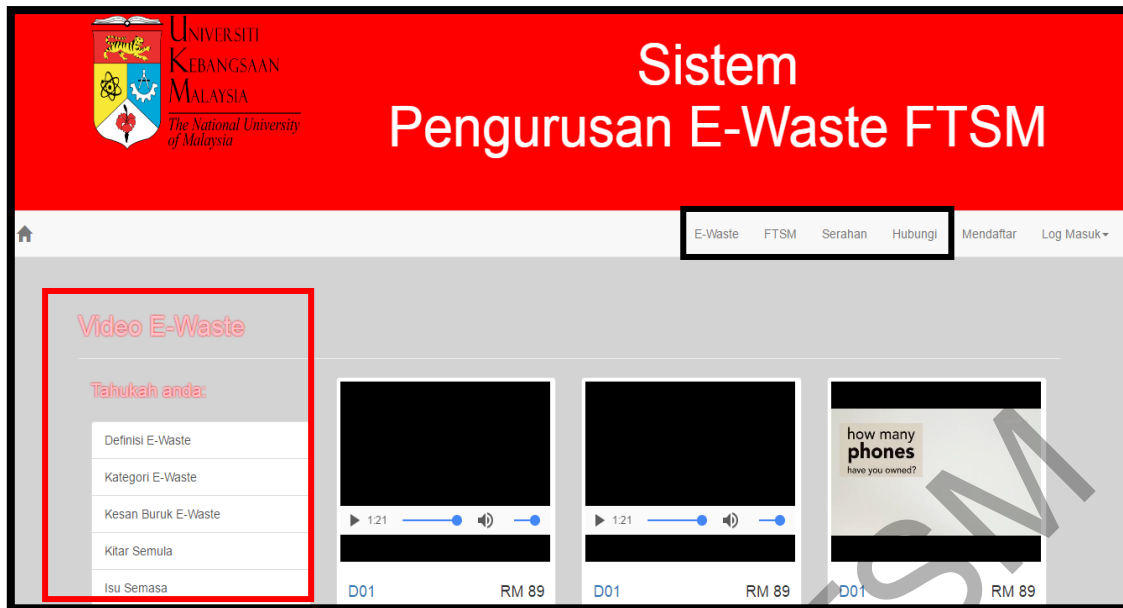 UNIVERSITI
KEBANGSAAN
MALAYSIA
The National University
of Malaysia
Sistem
Pengurusan E-Waste FTSM
E-Waste FTSM Serahan Hubungi Mendaftar Log Masuk
Video E-Waste
Tahukah anda:
Definisi E-Waste
Kategori E-Waste
Kesan Buruk E-Waste
Kitar Semula
Isu Semasa
1:21
D01 RM 89
1:21
D01 RM 89
how many
phones
have you owned?
D01 RM 89
FTSM